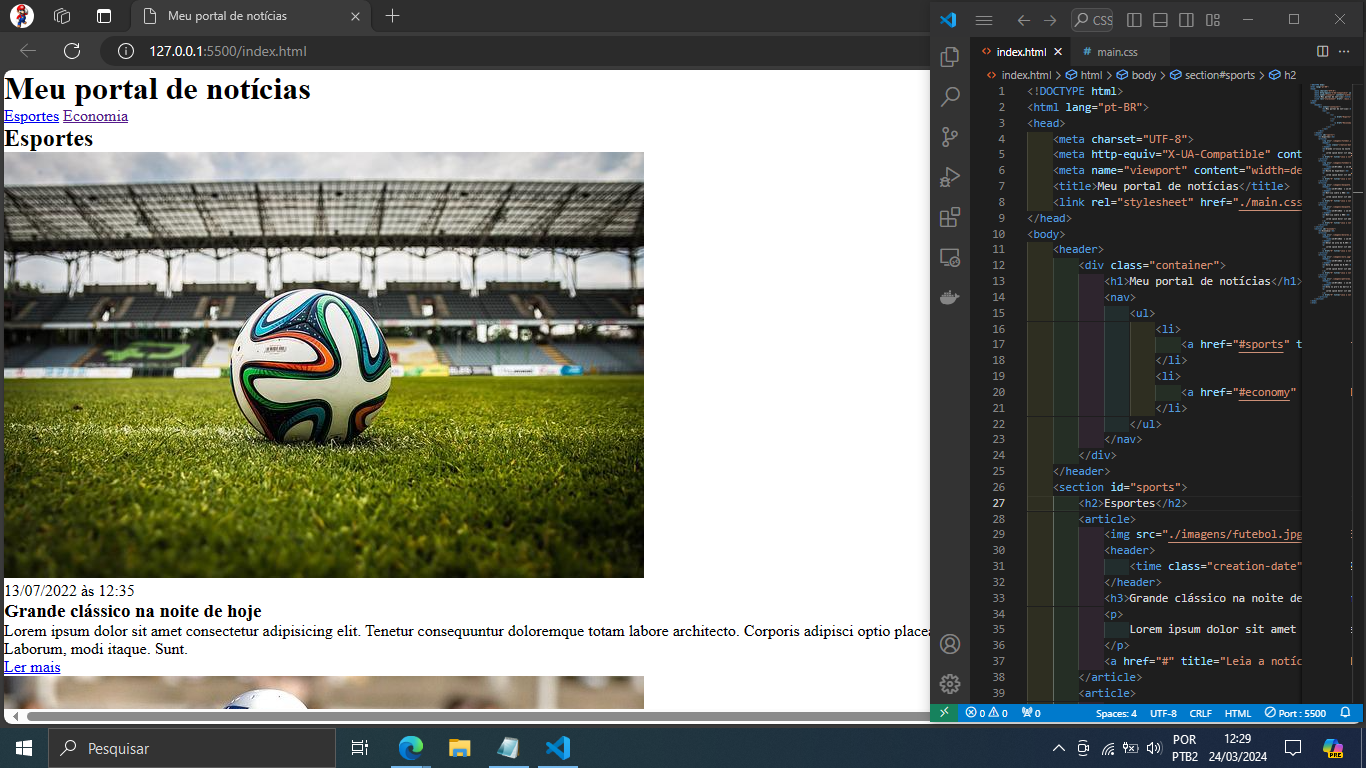 Meu portal de notícias
127.0.0.1:5500/index.html
Meu portal de notícias
Esportes Economia
Esportes
13/07/2022 às 12:35
Grande clássico na noite de hoje
Lorem ipsum dolor sit amet consectetur adipisicing elit. Tenetur consequuntur doloremque totam labore architecto. Corporis adipisci optio placea
Laborum, modi itaque. Sunt.
Ler mais
CSS
index.html
# main.css
index.html > html > body > section#sports > h2
1 <!DOCTYPE html>
2 <html lang="pt-BR">
3 <head>
4 <meta charset="UTF-8">
5 <meta http-equiv="X-UA-Compatible" cont
6 <meta name="viewport" content="width=de
7 <title>Meu portal de notícias</title>
8 <link rel="stylesheet" href="./main.css
9 </head>
10 <body>
11 <header>
12 <div class="container">
13 <h1>Meu portal de notícias</h1>
14 <nav>
15 <ul>
16 <li>
17 <a href="#sports" t
18 </li>
19 <li>
20 <a href="#economy"
21 </li>
22 </ul>
23 </nav>
24 </div>
25 </header>
26 <section id="sports">
27 <h2>Esportes</h2>
28 <article>
29 <img src="./imagens/futebol.jpg
30 <header>
31 <time class="creation-date"
32 </header>
33 <h3>Grande clássico na noite de
34 <p>
35 Lorem ipsum dolor sit amet
36 </p>
37 <a href="#" title="Leia a notíc
38 </article>
39 <article>
0 0 0 Spaces: 4 UTF-8 CRLF HTML Port : 5500
Pesquisar
POR
PTB2
12:29
24/03/2024
PRE